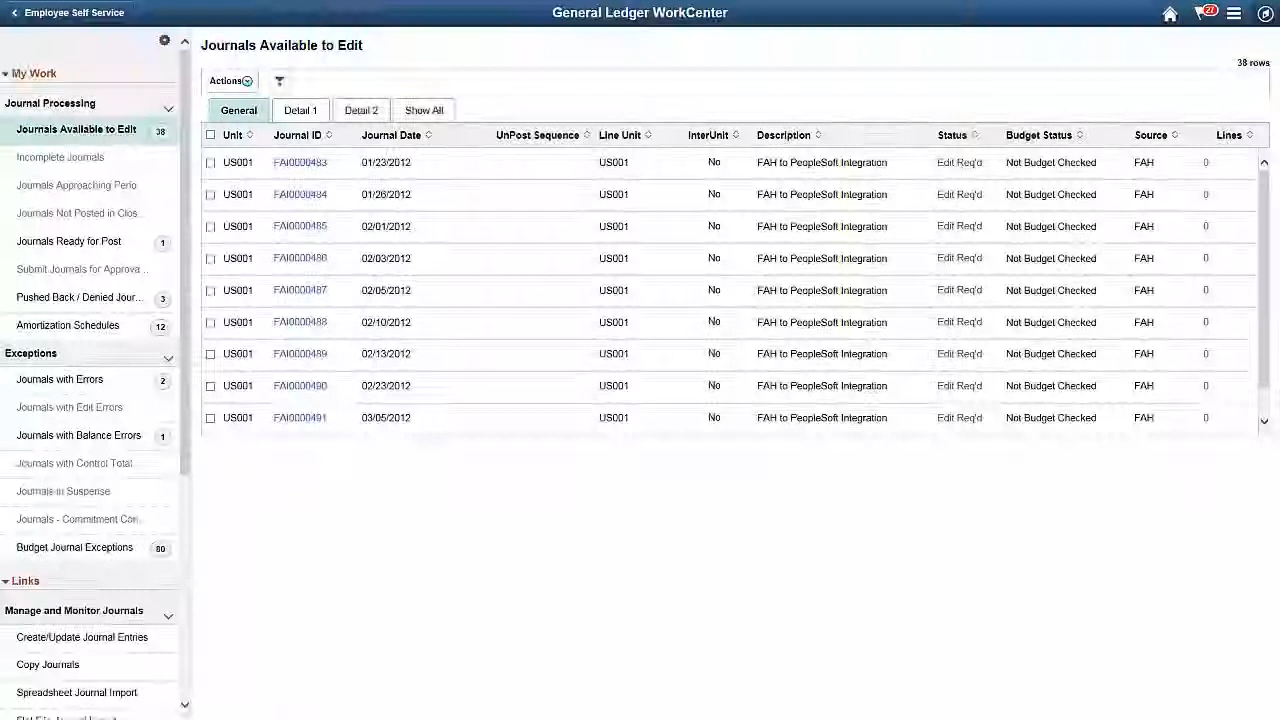 Employee Self Service
General Ledger WorkCenter
27
My Work
Journal Processing
Journals Available to Edit 38
Incomplete Journals
Journals Approaching Perio
Journals Not Posted in Clos...
Journals Ready for Post 1
Submit Journals for Approva...
Pushed Back / Denied Jour... 3
Amortization Schedules 12
Exceptions
Journals with Errors 2
Journals with Edit Errors
Journals with Balance Errors 1
Journals with Control Total
Journals in Suspense
Journals - Commitment Con...
Budget Journal Exceptions 80
Links
Manage and Monitor Journals
Create/Update Journal Entries
Copy Journals
Spreadsheet Journal Import
Journals Available to Edit
38 rows
Actions
General Detail 1 Detail 2 Show All
Unit Journal ID Journal Date UnPost Sequence Line Unit InterUnit Description Status Budget Status Source Lines
US001 FAI0000483 01/23/2012 US001 No FAH to PeopleSoft Integration Edit Req'd Not Budget Checked FAH 0
US001 FAI0000484 01/26/2012 US001 No FAH to PeopleSoft Integration Edit Req'd Not Budget Checked FAH 0
US001 FAI0000485 02/01/2012 US001 No FAH to PeopleSoft Integration Edit Req'd Not Budget Checked FAH 0
US001 02/03/2012 US001 No FAH to PeopleSoft Integration Edit Req'd Not Budget Checked FAH 0
US001 FAI0000487 02/05/2012 US001 No FAH to PeopleSoft Integration Edit Req'd Not Budget Checked FAH 0
US001 FAI0000488 02/10/2012 US001 No FAH to PeopleSoft Integration Edit Req'd Not Budget Checked FAH 0
US001 FAI0000489 02/13/2012 US001 No FAH to PeopleSoft Integration Edit Req'd Not Budget Checked FAH 0
US001 FAI0000490 02/23/2012 US001 No FAH to PeopleSoft Integration Edit Req'd Not Budget Checked FAH 0
US001 FAI0000491 03/05/2012 US001 No FAH to PeopleSoft Integration Edit Req'd Not Budget Checked FAH 0